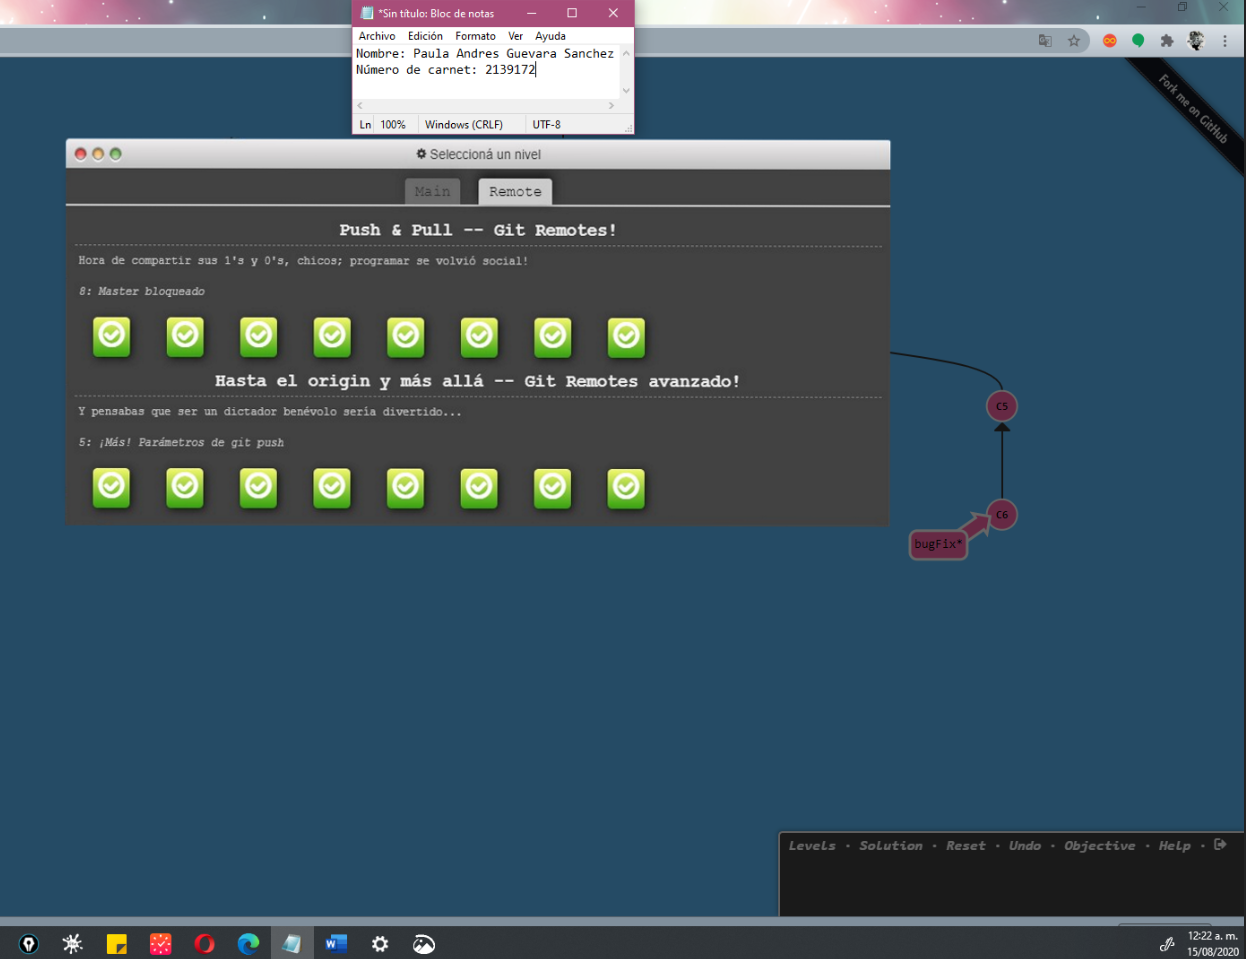 *Sin título: Bloc de notas
Archivo Edición Formato Ver Ayuda
Nombre: Paula Andres Guevara Sanchez
Número de carnet: 2139172
Ln 100% Windows (CRLF) UTF-8
Fork me on GitHub
Seleccioná un nivel
Main Remote
Push & Pull -- Git Remotes!
Hora de compartir sus 1's y 0's, chicos; programar se volvió social!
8: Master bloqueado
Hasta el origin y más allá -- Git Remotes avanzado!
Y pensabas que ser un dictador benévolo sería divertido...
5: ¡Más! Parámetros de git push
C5
C6
bugFix*
Levels · Solution · Reset · Undo · Objective · Help ·
12:22 a. m.
15/08/2020